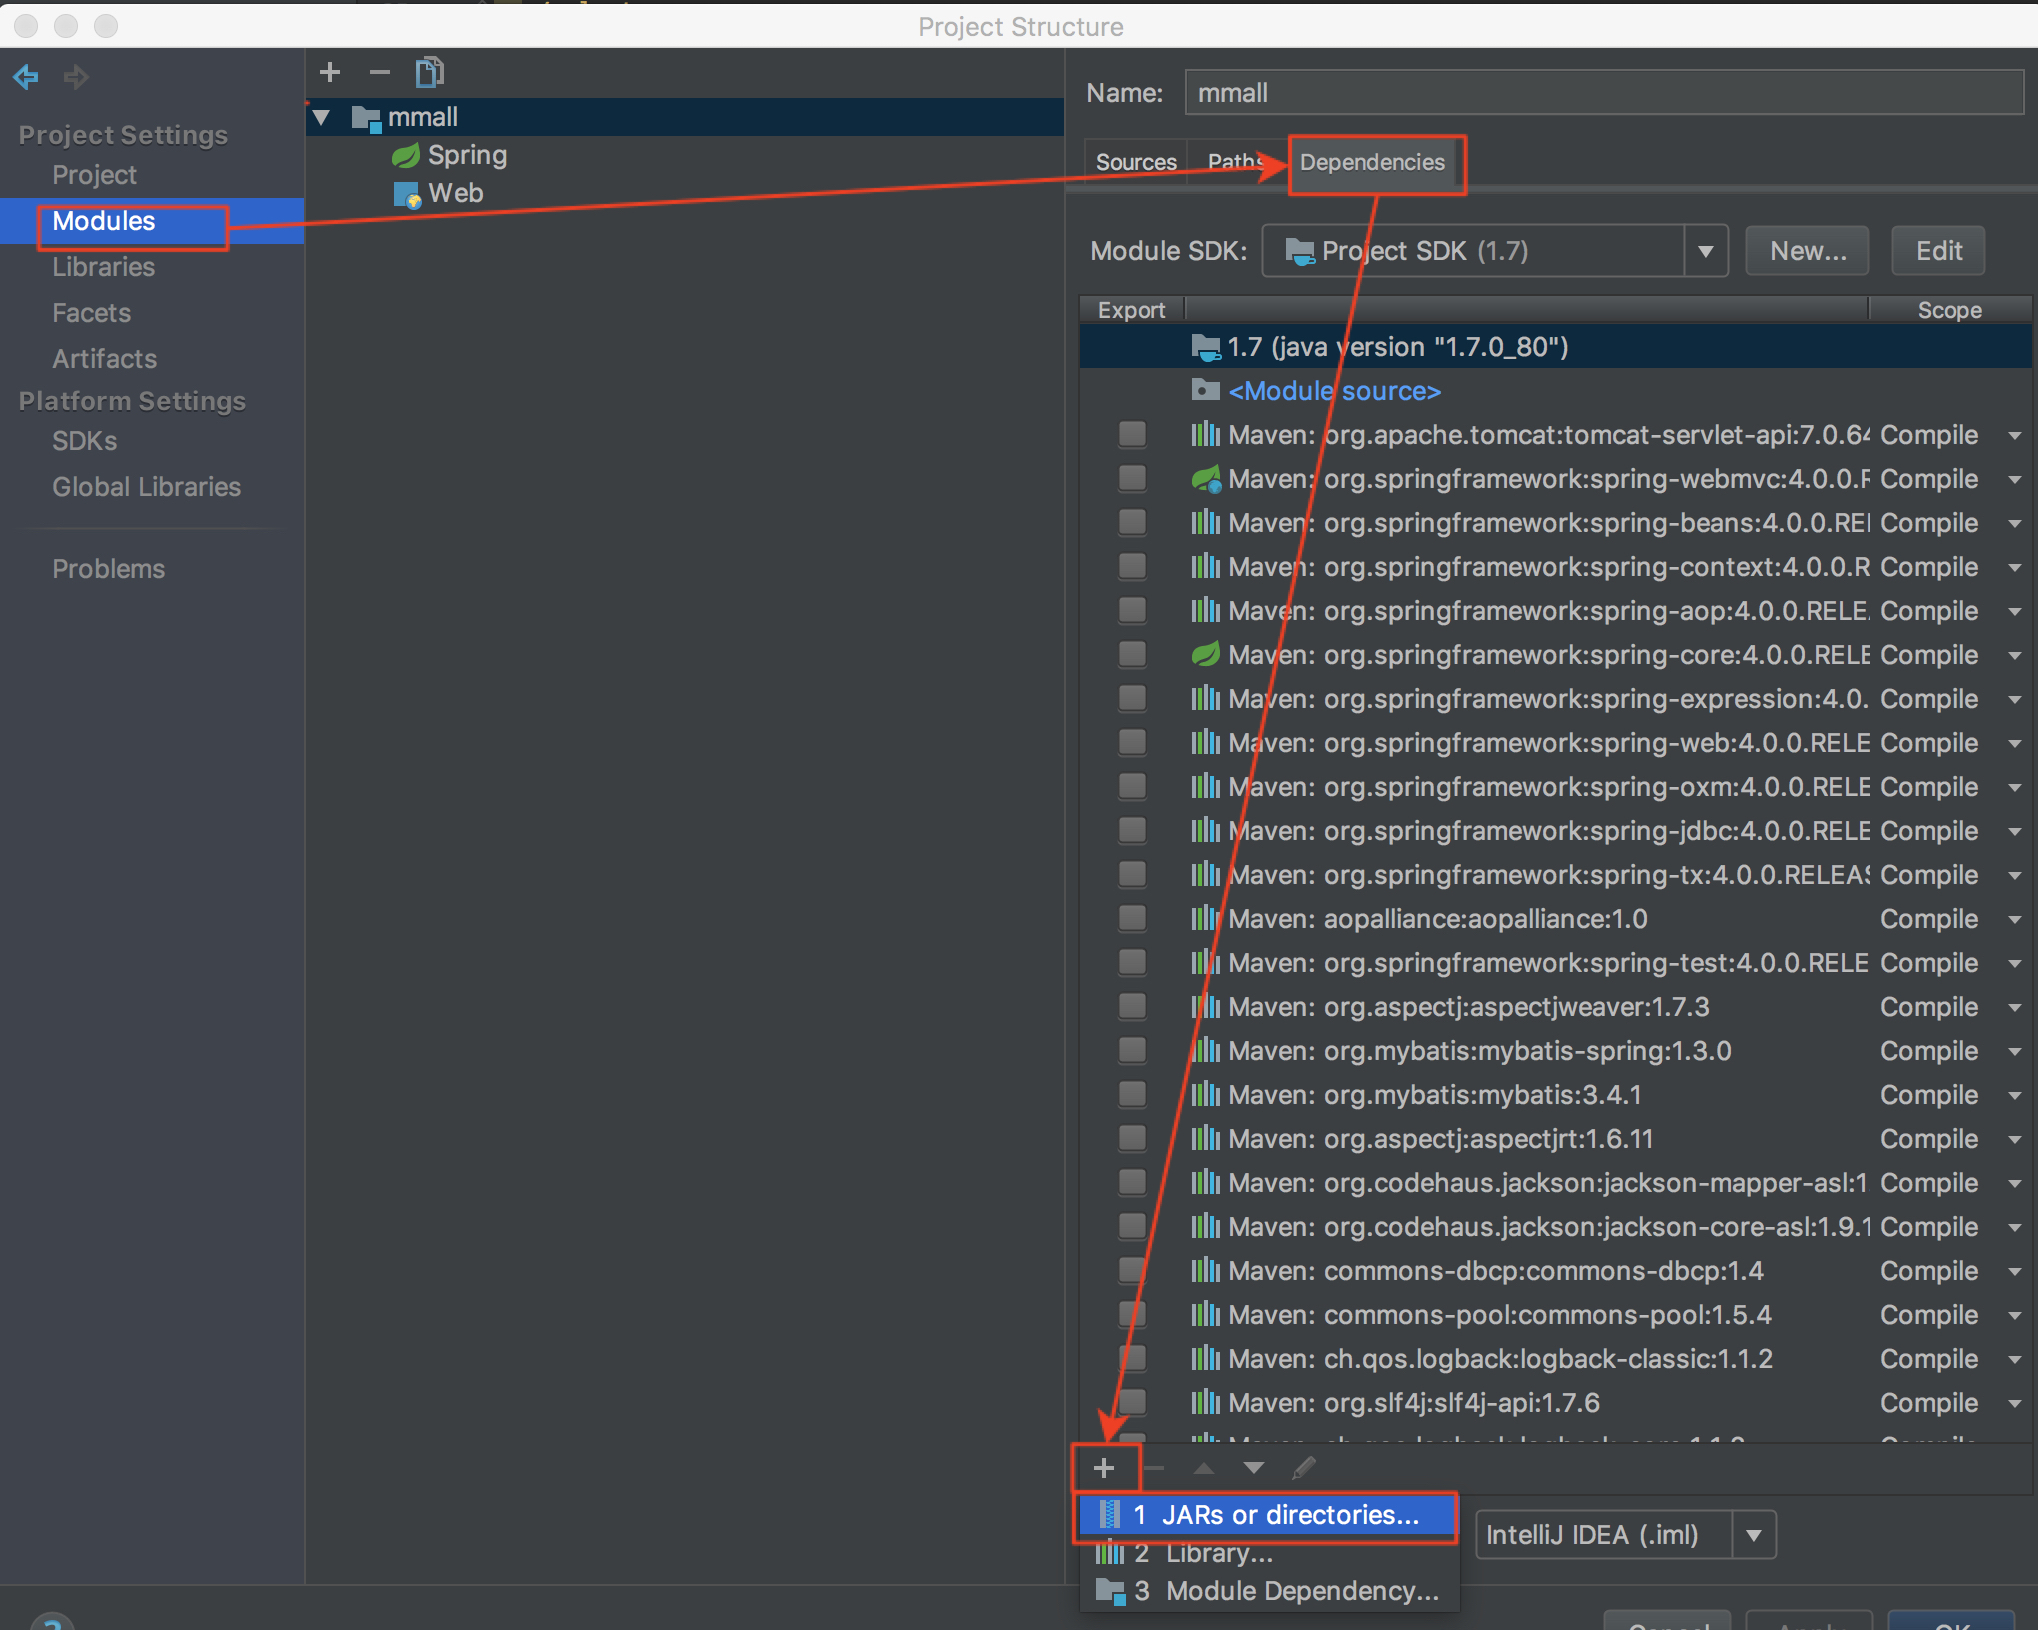 Project Structure
Project Settings
Project
Modules
Libraries
Facets
Artifacts
Platform Settings
SDKs
Global Libraries
Problems
mmall
Spring
Web
Name: mmall
Sources Paths Dependencies
Module SDK: Project SDK (1.7) New... Edit
Export Scope
1.7 (java version "1.7.0_80")
<Module source>
Maven: org.apache.tomcat:tomcat-servlet-api:7.0.64 Compile
Maven: org.springframework:spring-webmvc:4.0.0.R Compile
Maven: org.springframework:spring-beans:4.0.0.REI Compile
Maven: org.springframework:spring-context:4.0.0.R Compile
Maven: org.springframework:spring-aop:4.0.0.RELE Compile
Maven: org.springframework:spring-core:4.0.0.RELE Compile
Maven: org.springframework:spring-expression:4.0. Compile
Maven: org.springframework:spring-web:4.0.0.RELE Compile
Maven: org.springframework:spring-oxm:4.0.0.RELE Compile
Maven: org.springframework:spring-jdbc:4.0.0.RELE Compile
Maven: org.springframework:spring-tx:4.0.0.RELEAS Compile
Maven: aopalliance:aopalliance:1.0 Compile
Maven: org.springframework:spring-test:4.0.0.RELE Compile
Maven: org.aspectj:aspectjweaver:1.7.3 Compile
Maven: org.mybatis:mybatis-spring:1.3.0 Compile
Maven: org.mybatis:mybatis:3.4.1 Compile
Maven: org.aspectj:aspectjrt:1.6.11 Compile
Maven: org.codehaus.jackson:jackson-mapper-asl:1. Compile
Maven: org.codehaus.jackson:jackson-core-asl:1.9.1 Compile
Maven: commons-dbcp:commons-dbcp:1.4 Compile
Maven: commons-pool:commons-pool:1.5.4 Compile
Maven: ch.qos.logback:logback-classic:1.1.2 Compile
Maven: org.slf4j:slf4j-api:1.7.6 Compile
1 JARs or directories...
2 Library...
3 Module Dependency...
IntelliJ IDEA (.iml)